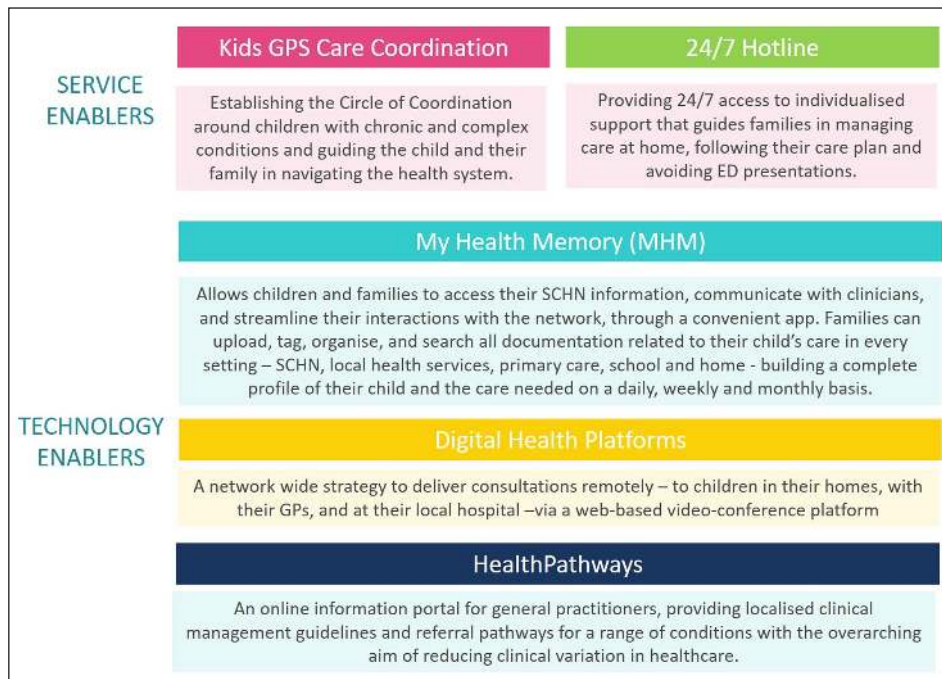 SERVICE
ENABLERS
Kids GPS Care Coordination
Establishing the Circle of Coordination
around children with chronic and complex
conditions and guiding the child and their
family in navigating the health system.
24/7 Hotline
Providing 24/7 access to individualised
support that guides families in managing
care at home, following their care plan and
avoiding ED presentations.
TECHNOLOGY
ENABLERS
My Health Memory (MHM)
Allows children and families to access their SCHN information, communicate with clinicians,
and streamline their interactions with the network, through a convenient app. Families can
upload, tag, organise, and search all documentation related to their child's care in every
setting – SCHN, local health services, primary care, school and home - building a complete
profile of their child and the care needed on a daily, weekly and monthly basis.
Digital Health Platforms
A network wide strategy to deliver consultations remotely – to children in their homes, with
their GPs, and at their local hospital –via a web-based video-conference platform
HealthPathways
An online information portal for general practitioners, providing localised clinical
management guidelines and referral pathways for a range of conditions with the overarching
aim of reducing clinical variation in healthcare.